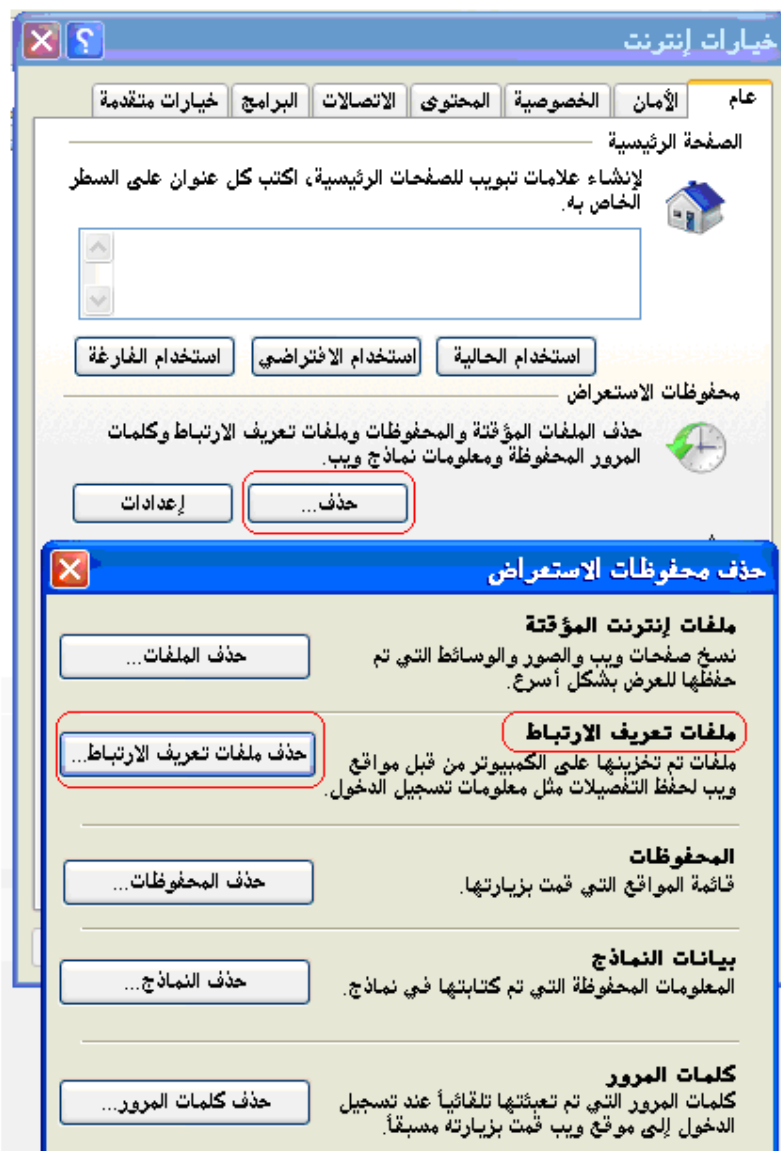 خيارات إنترنت
عام
الأمان
الخصوصية
المحتوى
الاتصالات
البرامج
خيارات متقدمة
الصفحة الرئيسية
لإنشاء علامات تبويب للصفحات الرئيسية، اكتب كل عنوان على السطر
الخاص به.
استخدام الحالية
استخدام الافتراضي
استخدام الفارغة
محفوظات الاستعراض
حذف الملفات المؤقتة والمحفوظات وملفات تعريف الارتباط وكلمات
المرور المحفوظة ومعلومات نماذج ويب.
حذف...
إعدادات
حذف محفوظات الاستعراض
ملفات إنترنت المؤقتة
نسخ صفحات ويب والصور والوسائط التي تم
حفظها للعرض بشكل أسرع.
حذف الملفات...
ملفات تعريف الارتباط
ملفات تم تخزينها على الكمبيوتر من قبل مواقع
ويب لحفظ التفصيلات مثل معلومات تسجيل الدخول.
حذف ملفات تعريف الارتباط...
المحفوظات
قائمة المواقع التي قمت بزيارتها.
حذف المحفوظات...
بيانات النماذج
المعلومات المحفوظة التي تم كتابتها في نماذج.
حذف النماذج...
كلمات المرور
كلمات المرور التي تم تعبئتها تلقائياً عند تسجيل
الدخول إلى موقع ويب قمت بزيارته مسبقاً.
حذف كلمات المرور...